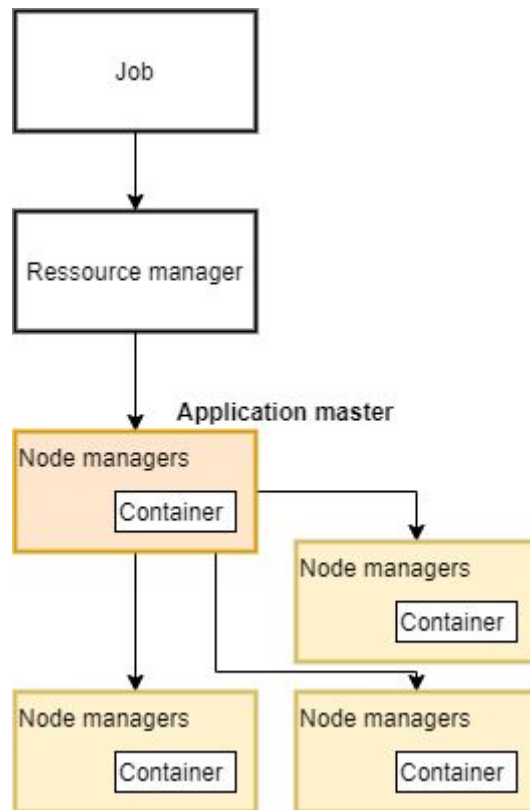 Job
Ressource manager
Application master
Node managers
Container
Node managers
Container
Node managers
Container
Node managers
Container